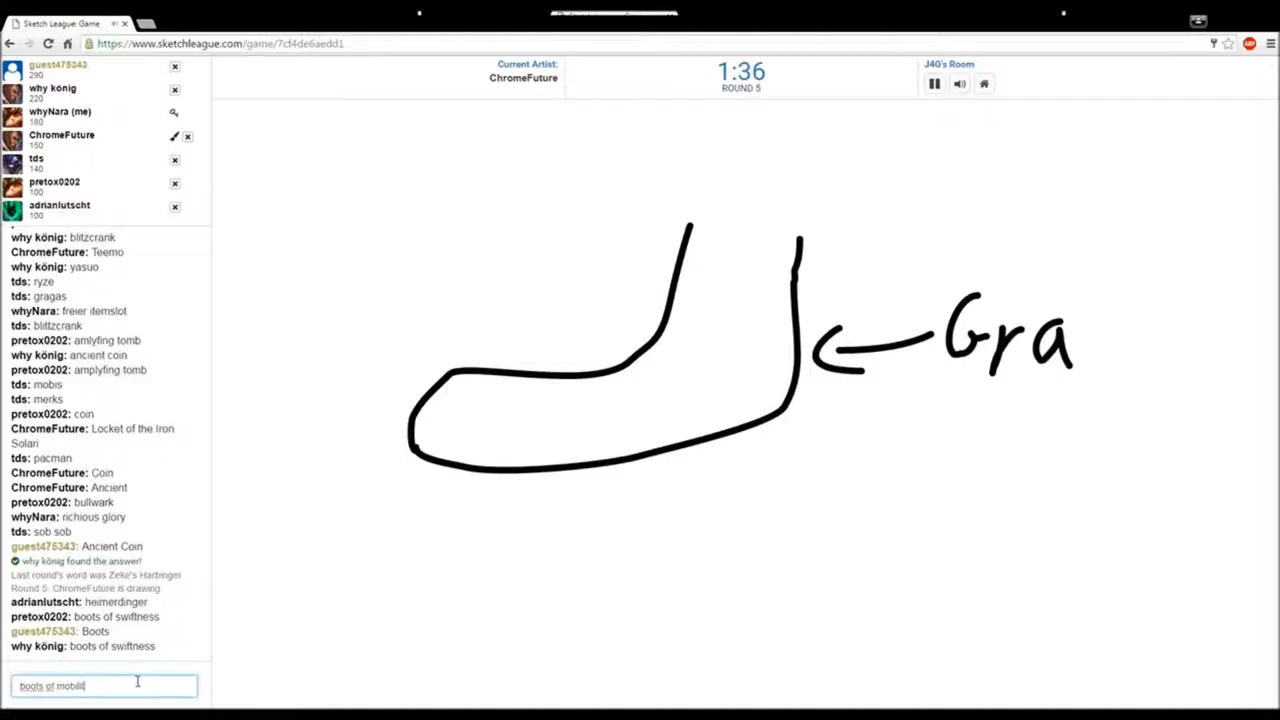 Sketch League: Game
https://www.sketchleague.com/game/7cf4de6aedd1
guest475343
290
why könig
220
whyNara (me)
180
ChromeFuture
150
tds
140
pretox0202
100
adrianlutscht
100
Current Artist:
ChromeFuture
1:36
ROUND 5
J4G's Room
why könig: blitzcrank
ChromeFuture: Teemo
why könig: yasuo
tds: ryze
tds: gragas
whyNara: freier itemslot
tds: blittzcrank
pretox0202: amlyfing tomb
why könig: ancient coin
pretox0202: amplyfing tomb
tds: mobis
tds: merks
pretox0202: coin
ChromeFuture: Locket of the Iron
Solari
tds: pacman
ChromeFuture: Coin
ChromeFuture: Ancient
pretox0202: bullwark
whyNara: richious glory
tds: sob sob
guest475343: Ancient Coin
why könig found the answer!
Last round's word was Zeke's Harbinger
Round 5: ChromeFuture is drawing
adrianlutscht: heimerdinger
pretox0202: boots of swiftness
guest475343: Boots
why könig: boots of swiftness
boots of mobilit
Gra